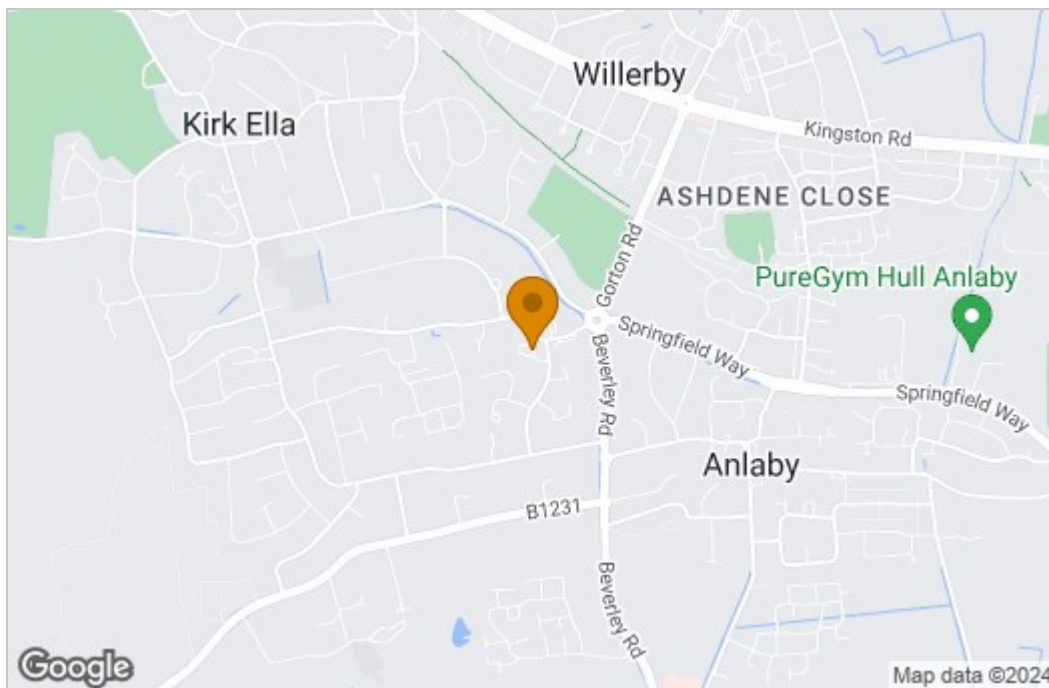 Willerby
Kirk Ella
Kingston Rd
ASHDENE CLOSE
Gorton Rd
PureGym Hull Anlaby
Springfield Way
Beverley Rd
Springfield Way
Anlaby
B1231
Beverley Rd
Google
Map data ©2024